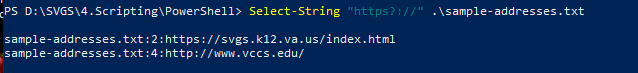 PS D:\SVGS\4.Scripting\PowerShell> Select-String "https?://" .\sample-addresses.txt
sample-addresses.txt:2:https://svgs.k12.va.us/index.html
sample-addresses.txt:4:http://www.vccs.edu/